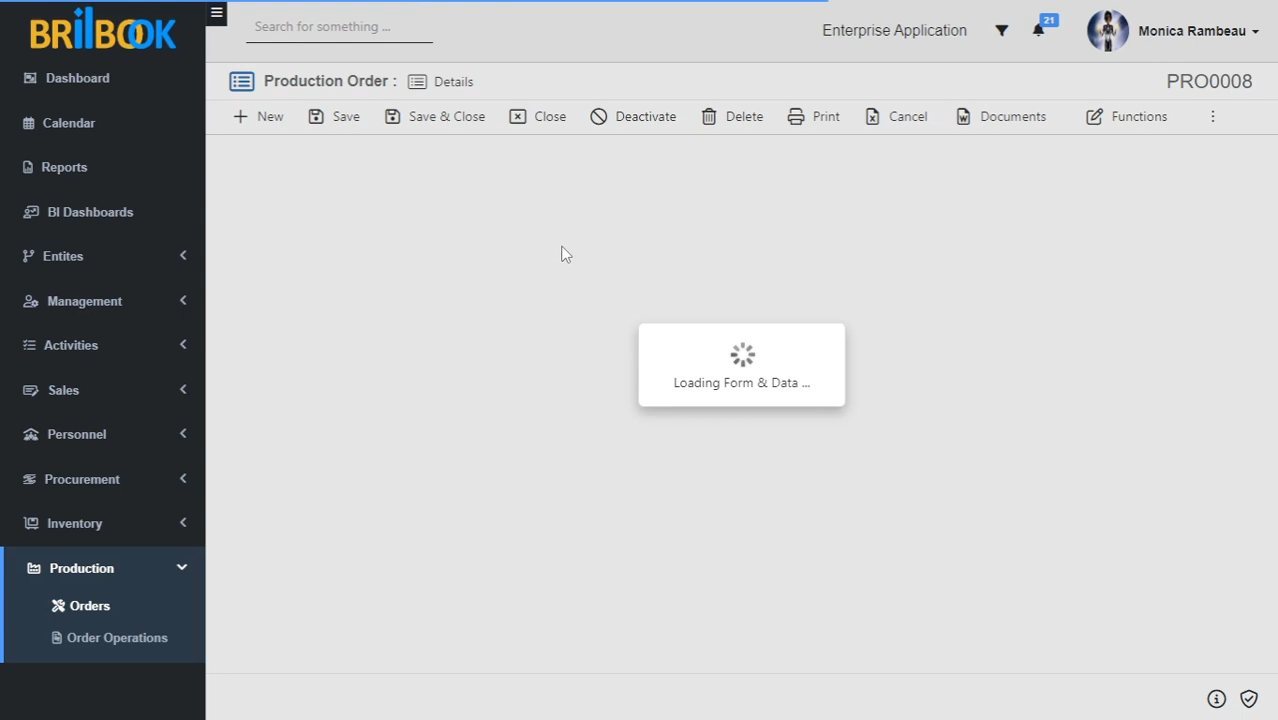 BRILBOOK
Search for something ...
Enterprise Application
21
Monica Rambeau
Dashboard
Calendar
Reports
BI Dashboards
Entites
Management
Activities
Sales
Personnel
Procurement
Inventory
Production
Orders
Order Operations
Production Order :
Details
PRO0008
New
Save
Save & Close
Close
Deactivate
Delete
Print
Cancel
Documents
Functions
Loading Form & Data ...